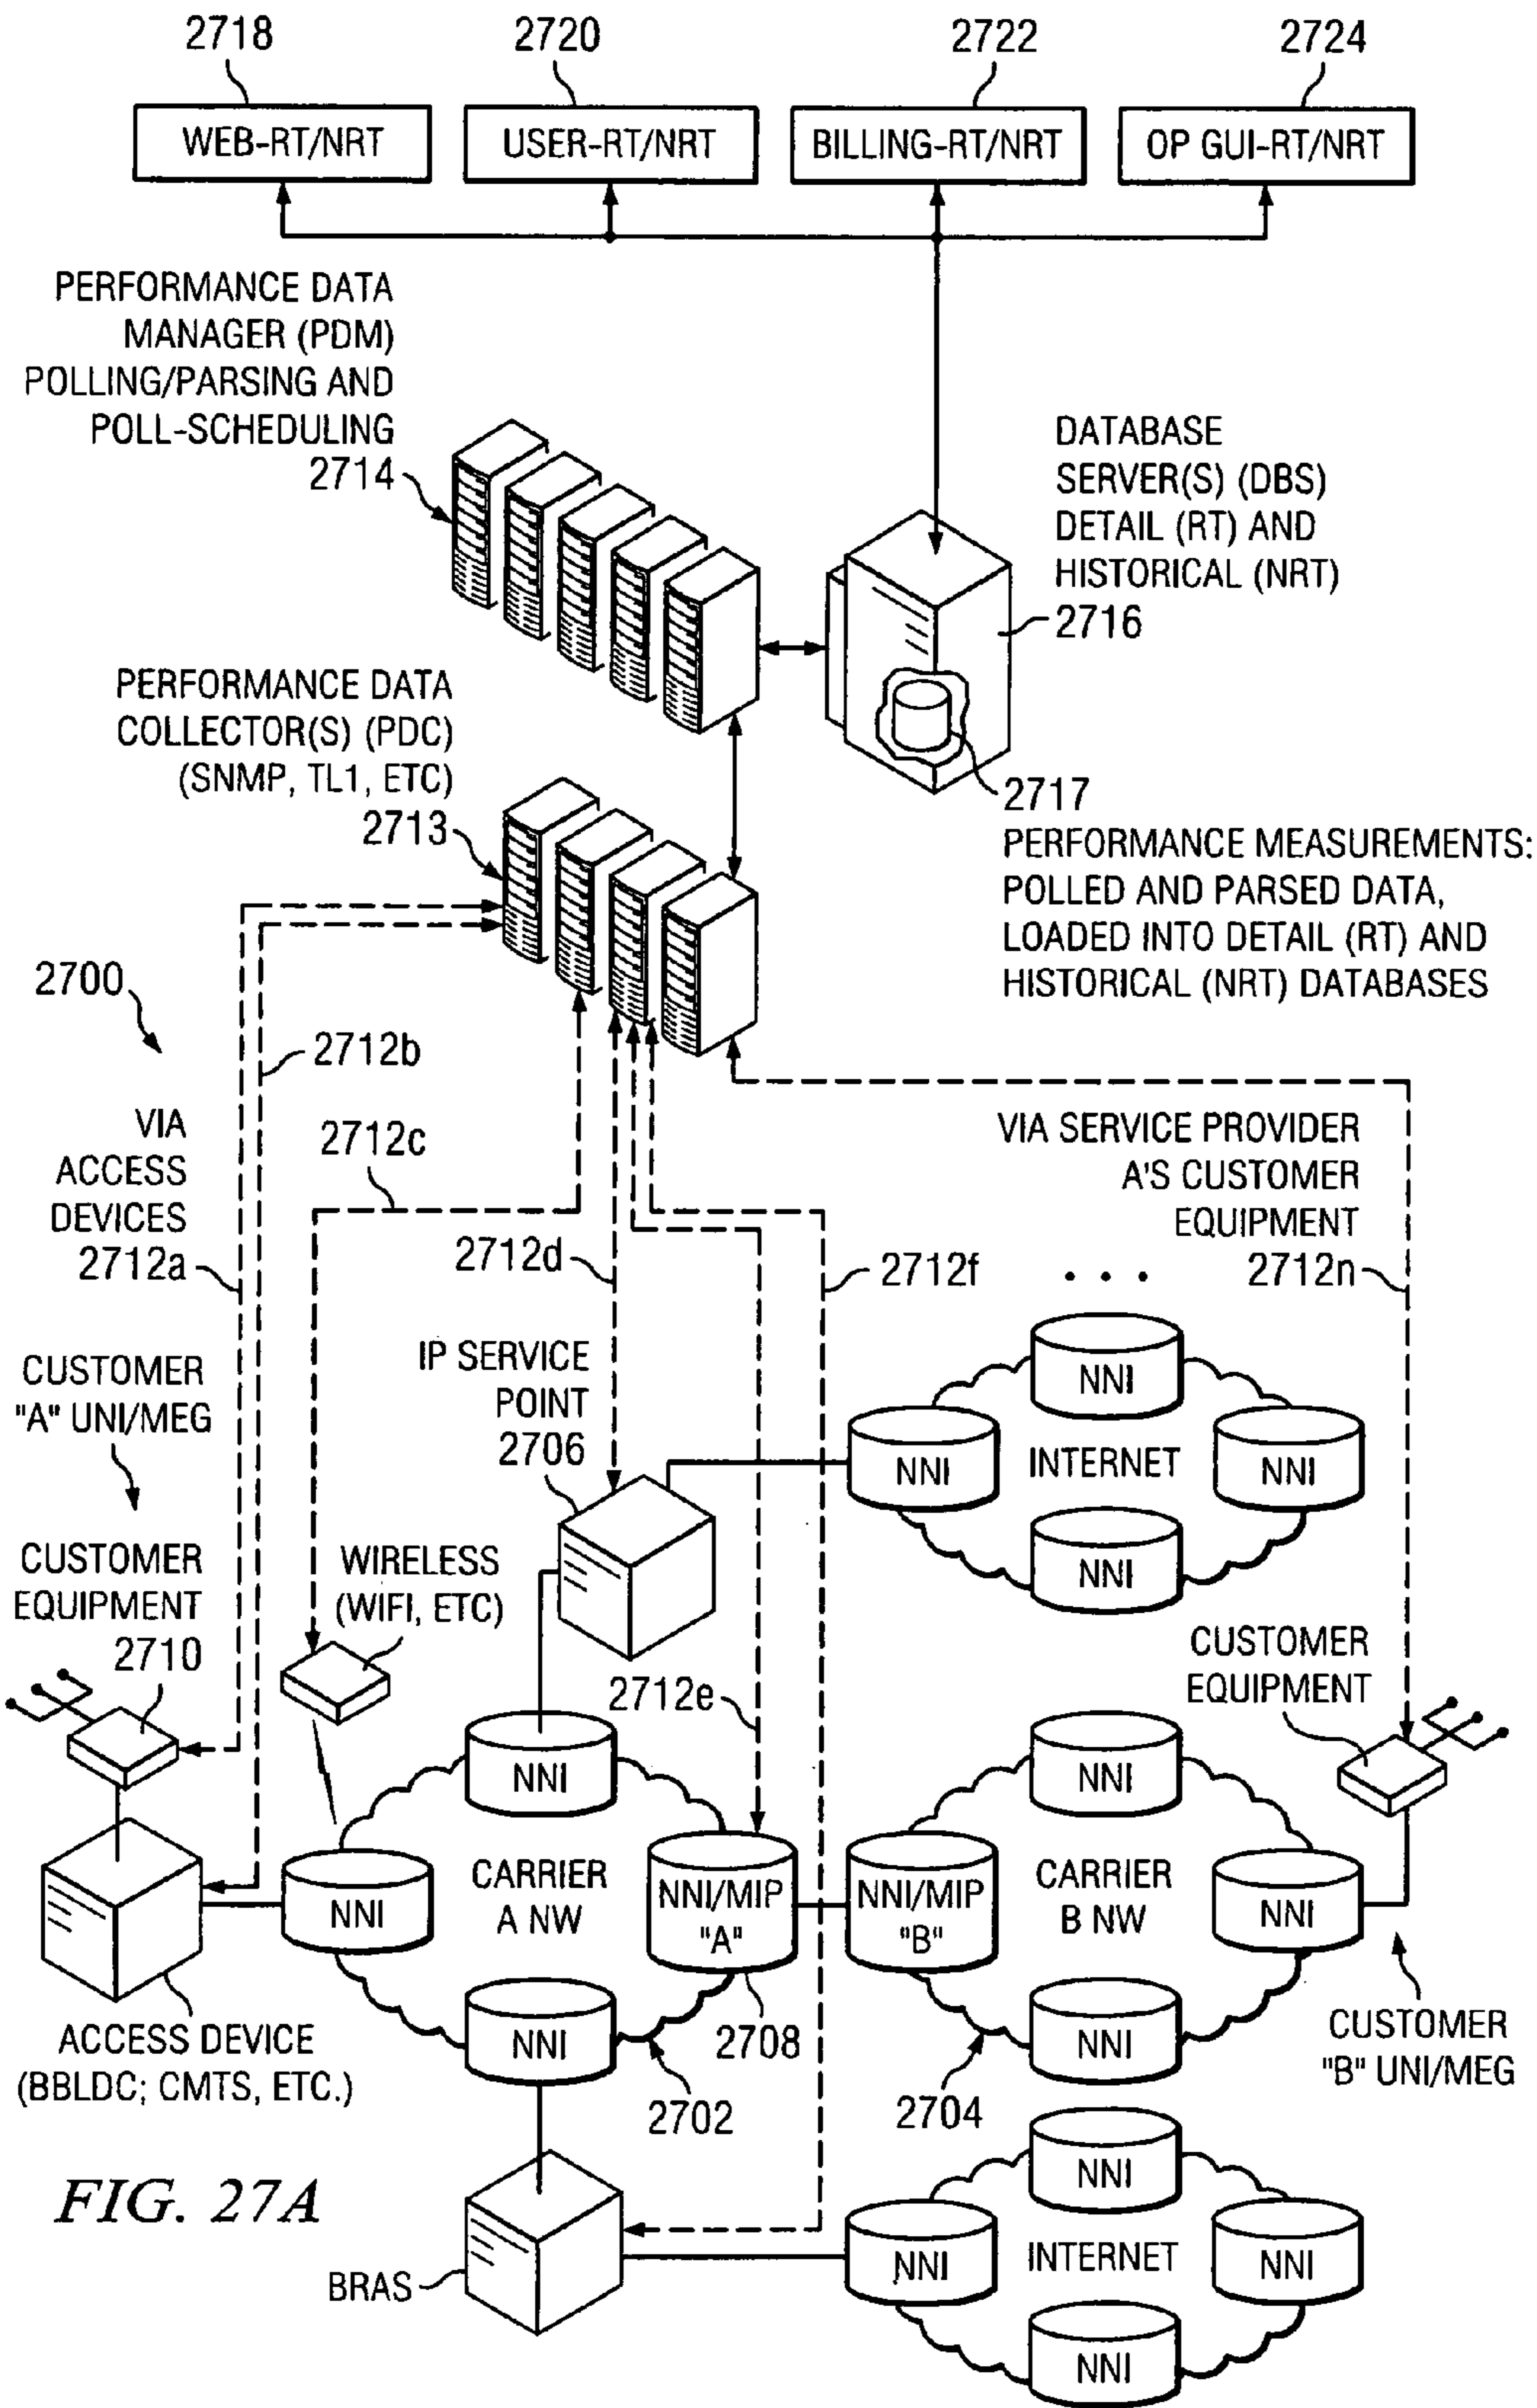 2718
2720
2722
2724
WEB-RT/NRT
USER-RT/NRT
BILLING-RT/NRT
OP GUI-RT/NRT
PERFORMANCE DATA
MANAGER (PDM)
POLLING/PARSING AND
POLL-SCHEDULING
2714
DATABASE
SERVER(S) (DBS)
DETAIL (RT) AND
HISTORICAL (NRT)
2716
PERFORMANCE DATA
COLLECTOR(S) (PDC)
(SNMP, TL1, ETC)
2713
2717
PERFORMANCE MEASUREMENTS:
POLLED AND PARSED DATA,
LOADED INTO DETAIL (RT) AND
HISTORICAL (NRT) DATABASES
2700
2712b
VIA
ACCESS
DEVICES
2712a
2712c
2712d
2712f
VIA SERVICE PROVIDER
A'S CUSTOMER
EQUIPMENT
2712n
. . .
CUSTOMER
"A" UNI/MEG
IP SERVICE
POINT
2706
NNI
NNI
INTERNET
NNI
NNI
CUSTOMER
EQUIPMENT
2710
WIRELESS
(WIFI, ETC)
2712e
CUSTOMER
EQUIPMENT
NNI
NNI
NNI
CARRIER
A NW
NNI/MIP
"A"
NNI/MIP
"B"
CARRIER
B NW
NNI
NNI
NNI
2708
ACCESS DEVICE
(BBLDC; CMTS, ETC.)
2702
2704
CUSTOMER
"B" UNI/MEG
NNI
FIG. 27A
BRAS
NNI
INTERNET
NNI
NNI